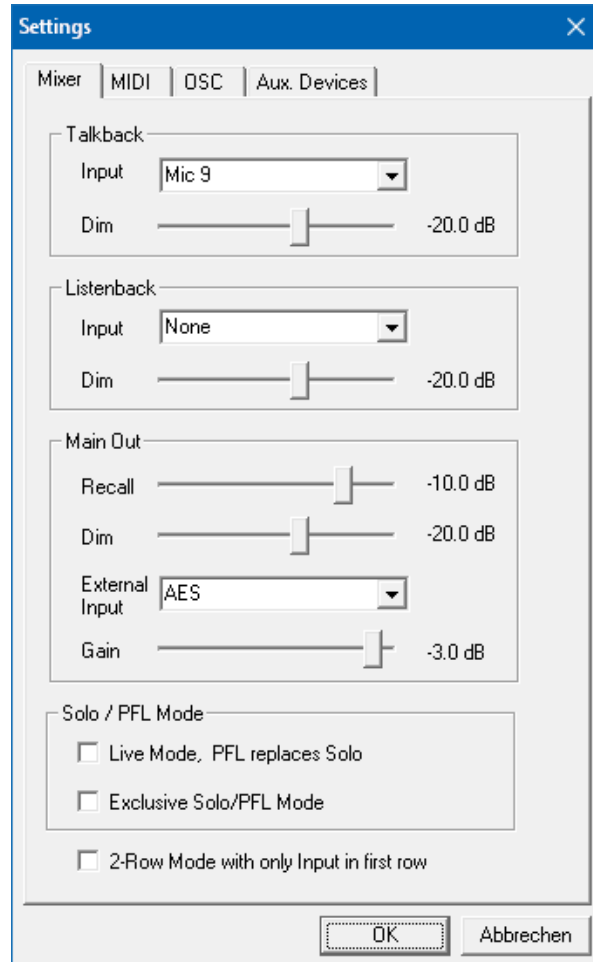 Settings
Mixer MIDI OSC Aux. Devices
Talkback
Input Mic 9
Dim -20.0 dB
Listenback
Input None
Dim -20.0 dB
Main Out
Recall -10.0 dB
Dim -20.0 dB
External
Input AES
Gain -3.0 dB
Solo / PFL Mode
Live Mode, PFL replaces Solo
Exclusive Solo/PFL Mode
2-Row Mode with only Input in first row
OK Abbrechen